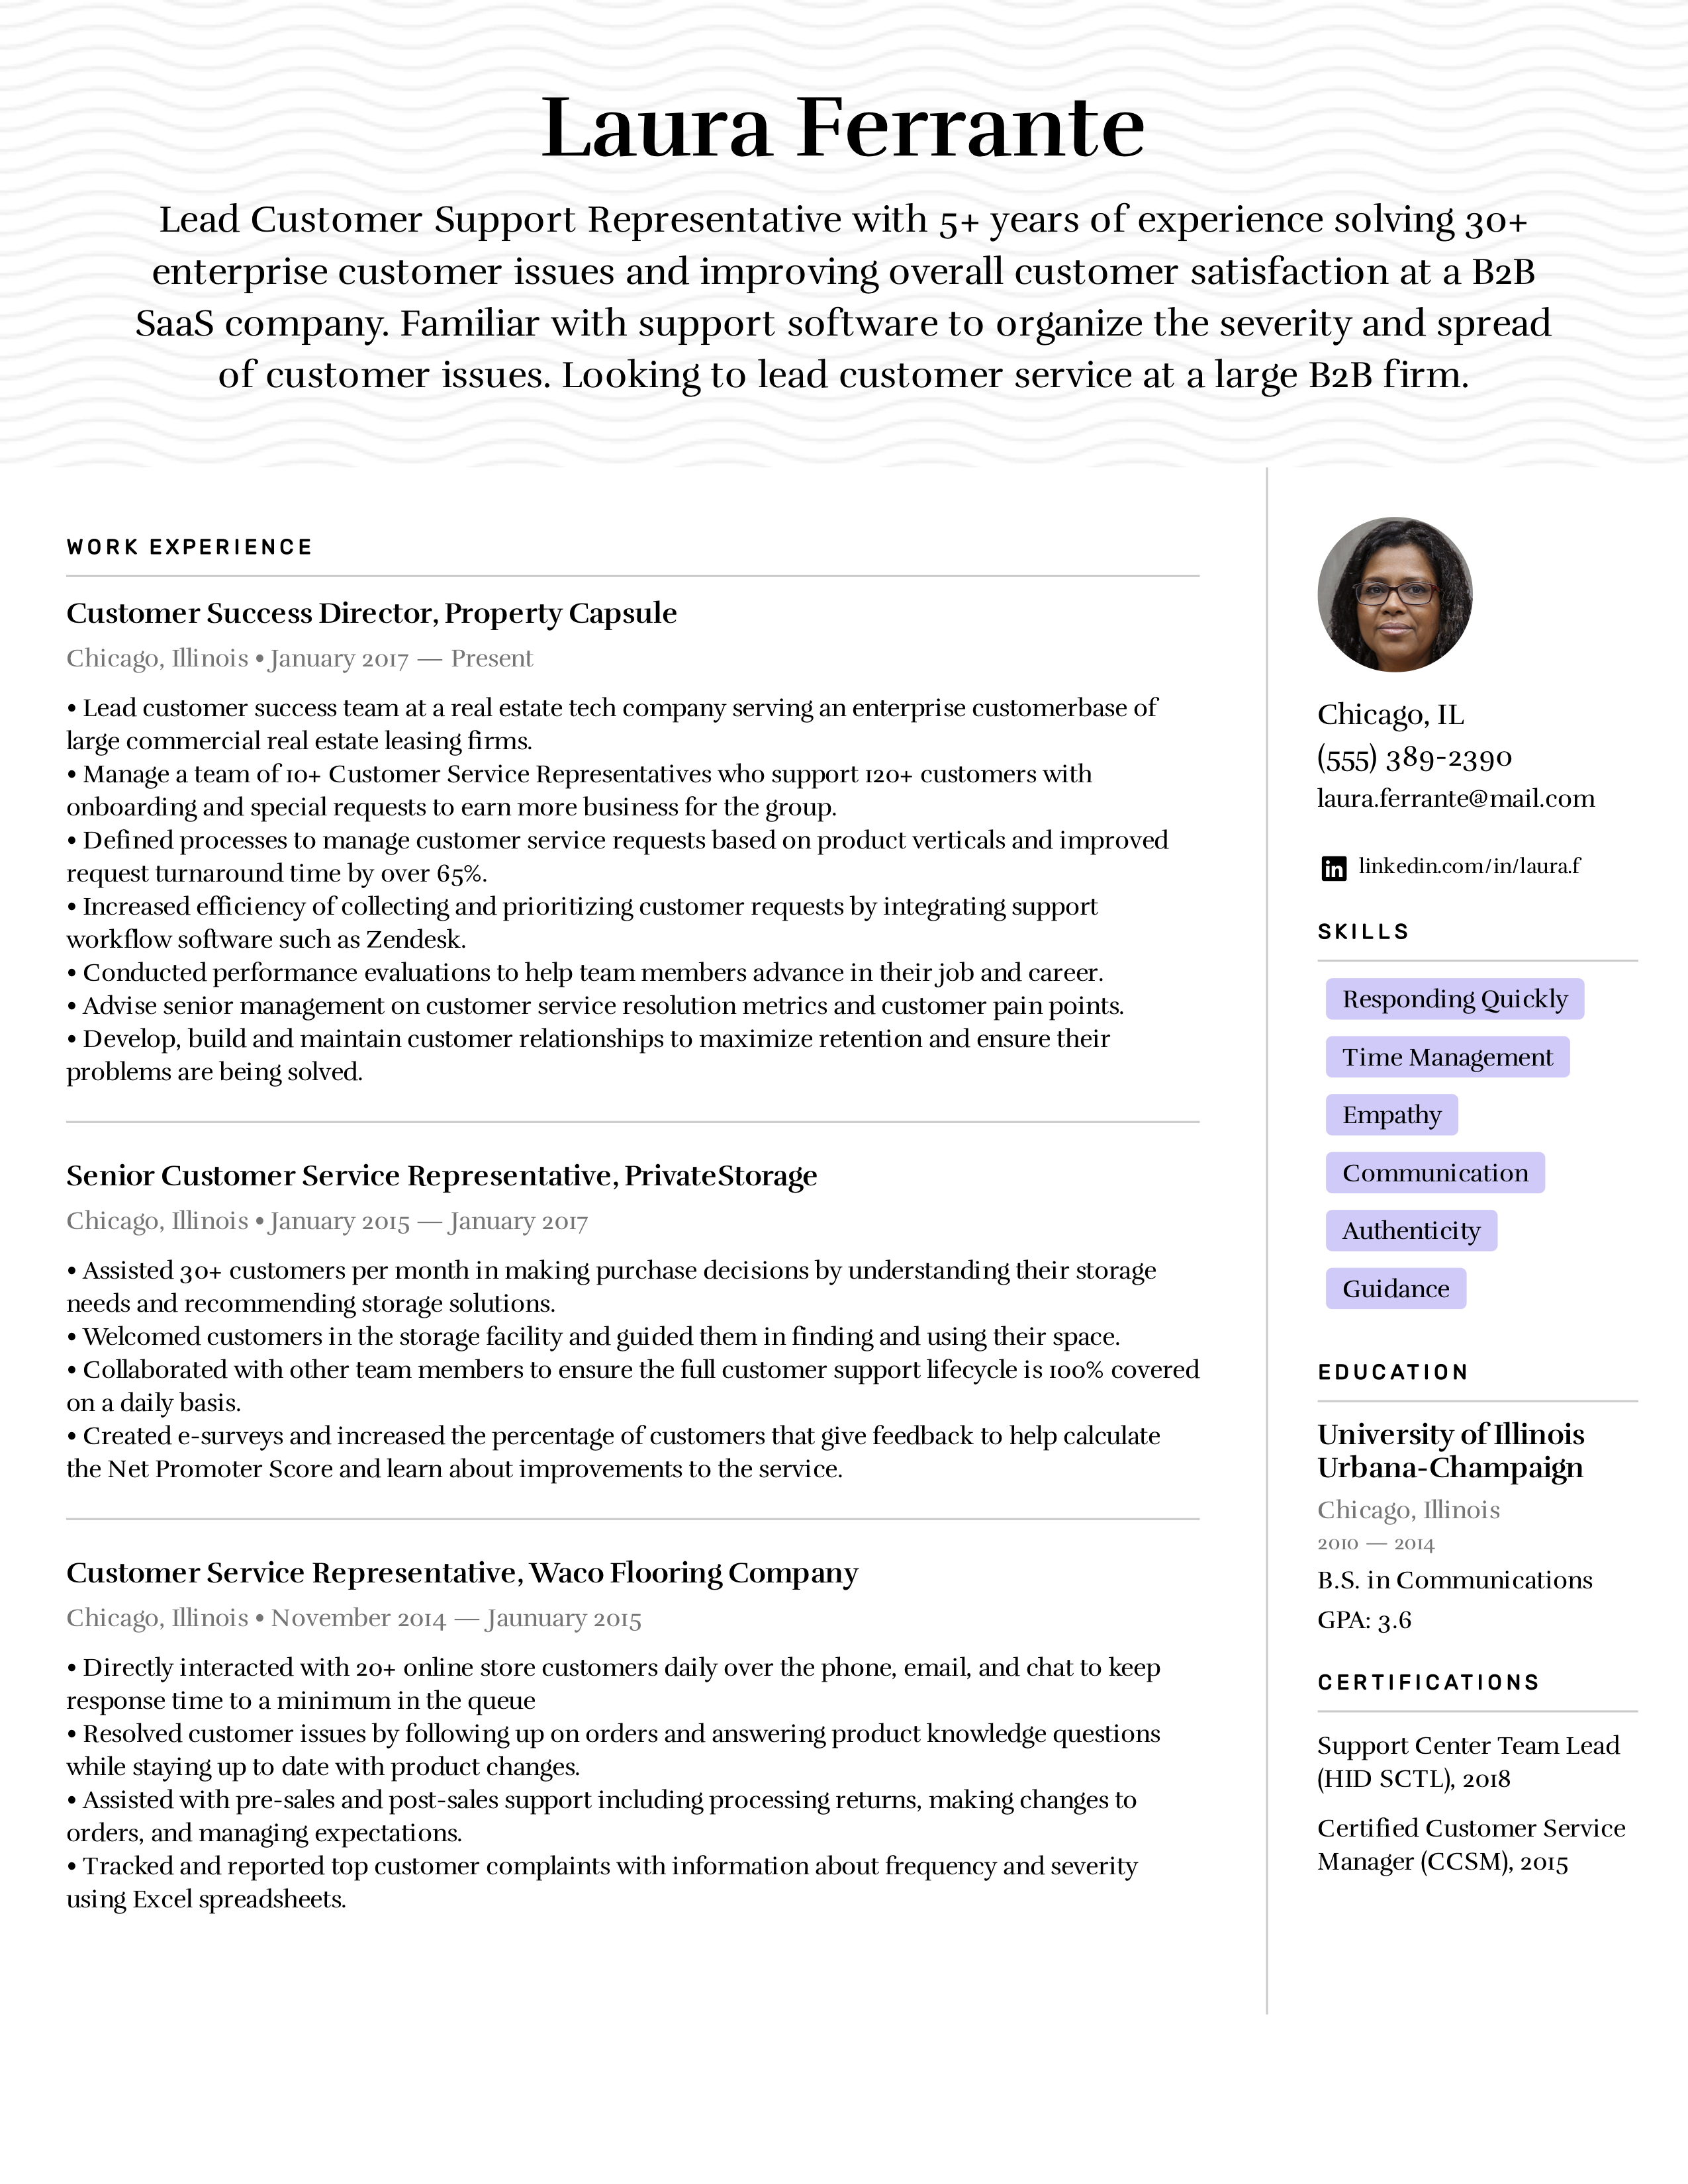 Laura Ferrante
Lead Customer Support Representative with 5+ years of experience solving 30+
enterprise customer issues and improving overall customer satisfaction at a B2B
SaaS company. Familiar with support software to organize the severity and spread
of customer issues. Looking to lead customer service at a large B2B firm.
WORK EXPERIENCE
Customer Success Director, Property Capsule
Chicago, Illinois • January 2017 — Present
• Lead customer success team at a real estate tech company serving an enterprise customerbase of
large commercial real estate leasing firms.
• Manage a team of 10+ Customer Service Representatives who support 120+ customers with
onboarding and special requests to earn more business for the group.
• Defined processes to manage customer service requests based on product verticals and improved
request turnaround time by over 65%.
• Increased efficiency of collecting and prioritizing customer requests by integrating support
workflow software such as Zendesk.
• Conducted performance evaluations to help team members advance in their job and career.
• Advise senior management on customer service resolution metrics and customer pain points.
• Develop, build and maintain customer relationships to maximize retention and ensure their
problems are being solved.
Senior Customer Service Representative, PrivateStorage
Chicago, Illinois • January 2015 — January 2017
• Assisted 30+ customers per month in making purchase decisions by understanding their storage
needs and recommending storage solutions.
• Welcomed customers in the storage facility and guided them in finding and using their space.
• Collaborated with other team members to ensure the full customer support lifecycle is 100% covered
on a daily basis.
• Created e-surveys and increased the percentage of customers that give feedback to help calculate
the Net Promoter Score and learn about improvements to the service.
Customer Service Representative, Waco Flooring Company
Chicago, Illinois • November 2014 — Jaunuary 2015
• Directly interacted with 20+ online store customers daily over the phone, email, and chat to keep
response time to a minimum in the queue
• Resolved customer issues by following up on orders and answering product knowledge questions
while staying up to date with product changes.
• Assisted with pre-sales and post-sales support including processing returns, making changes to
orders, and managing expectations.
• Tracked and reported top customer complaints with information about frequency and severity
using Excel spreadsheets.
Chicago, IL
(555) 389-2390
laura.ferrante@mail.com
in linkedin.com/in/laura.f
SKILLS
Responding Quickly
Time Management
Empathy
Communication
Authenticity
Guidance
EDUCATION
University of Illinois
Urbana-Champaign
Chicago, Illinois
2010 — 2014
B.S. in Communications
GPA: 3.6
CERTIFICATIONS
Support Center Team Lead
(HID SCTL), 2018
Certified Customer Service
Manager (CCSM), 2015